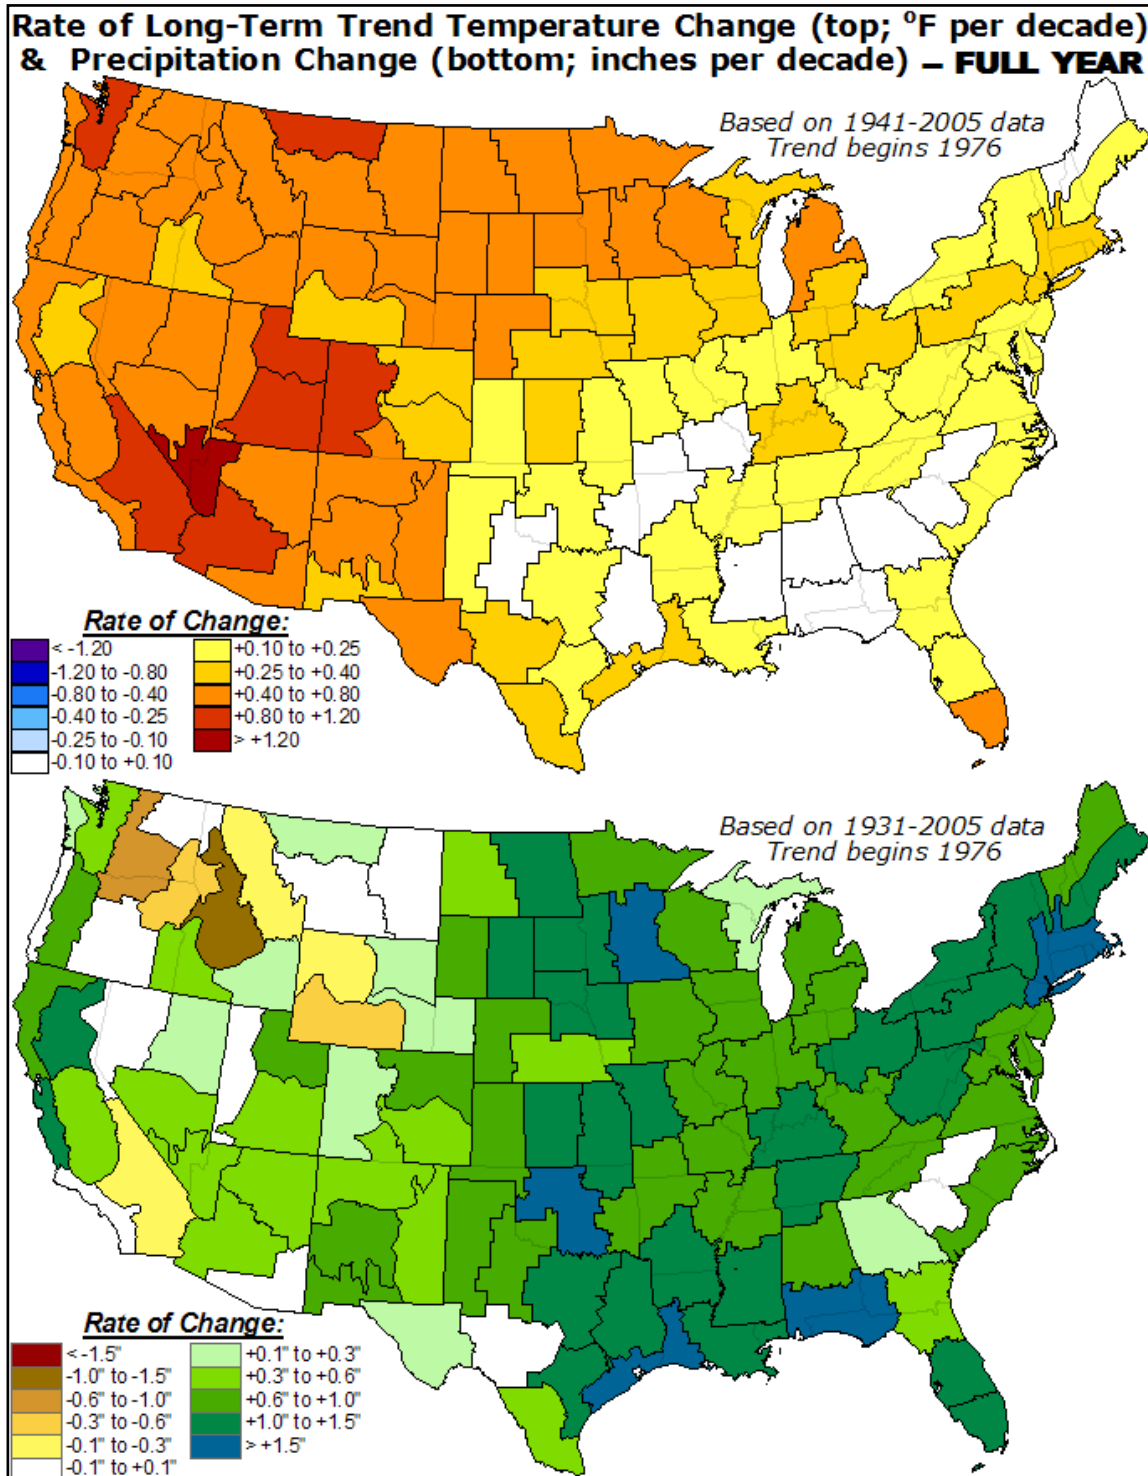 Rate of Long-Term Trend Temperature Change (top; °F per decade)
& Precipitation Change (bottom; inches per decade) – FULL YEAR
Based on 1941-2005 data
Trend begins 1976
Rate of Change:
< -1.20
-1.20 to -0.80
-0.80 to -0.40
-0.40 to -0.25
-0.25 to -0.10
-0.10 to +0.10
+0.10 to +0.25
+0.25 to +0.40
+0.40 to +0.80
+0.80 to +1.20
> +1.20
Based on 1931-2005 data
Trend begins 1976
Rate of Change:
< -1.5"
-1.0" to -1.5"
-0.6" to -1.0"
-0.3" to -0.6"
-0.1" to -0.3"
-0.1" to +0.1"
+0.1" to +0.3"
+0.3" to +0.6"
+0.6" to +1.0"
+1.0" to +1.5"
> +1.5"